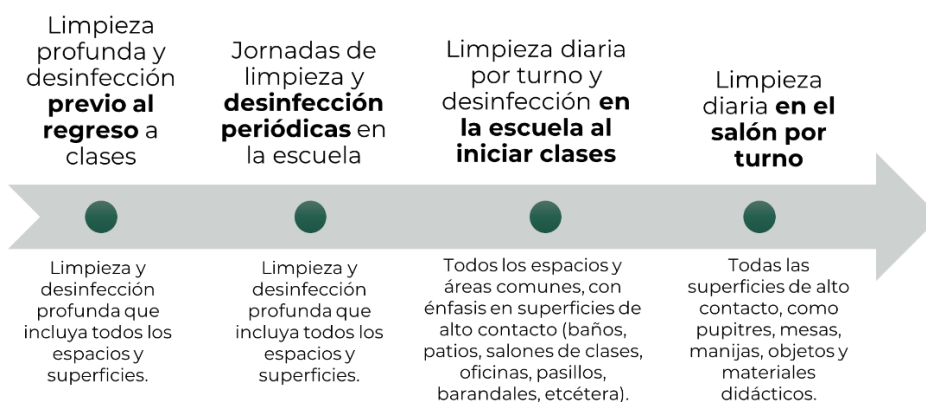 Limpieza
profunda y
desinfección
previo al
regreso a
clases
Limpieza y
desinfección
profunda que
incluya todos los
espacios y
superficies.
Jornadas de
limpieza y
desinfección
periódicas en
la escuela
Limpieza y
desinfección
profunda que
incluya todos los
espacios y
superficies.
Limpieza diaria
por turno y
desinfección en
la escuela al
iniciar clases
Todos los espacios y
áreas comunes, con
énfasis en superficies de
alto contacto (baños,
patios, salones de clases,
oficinas, pasillos,
barandales, etcétera).
Limpieza
diaria en el
salón por
turno
Todas las
superficies de alto
contacto, como
pupitres, mesas,
manijas, objetos y
materiales
didácticos.